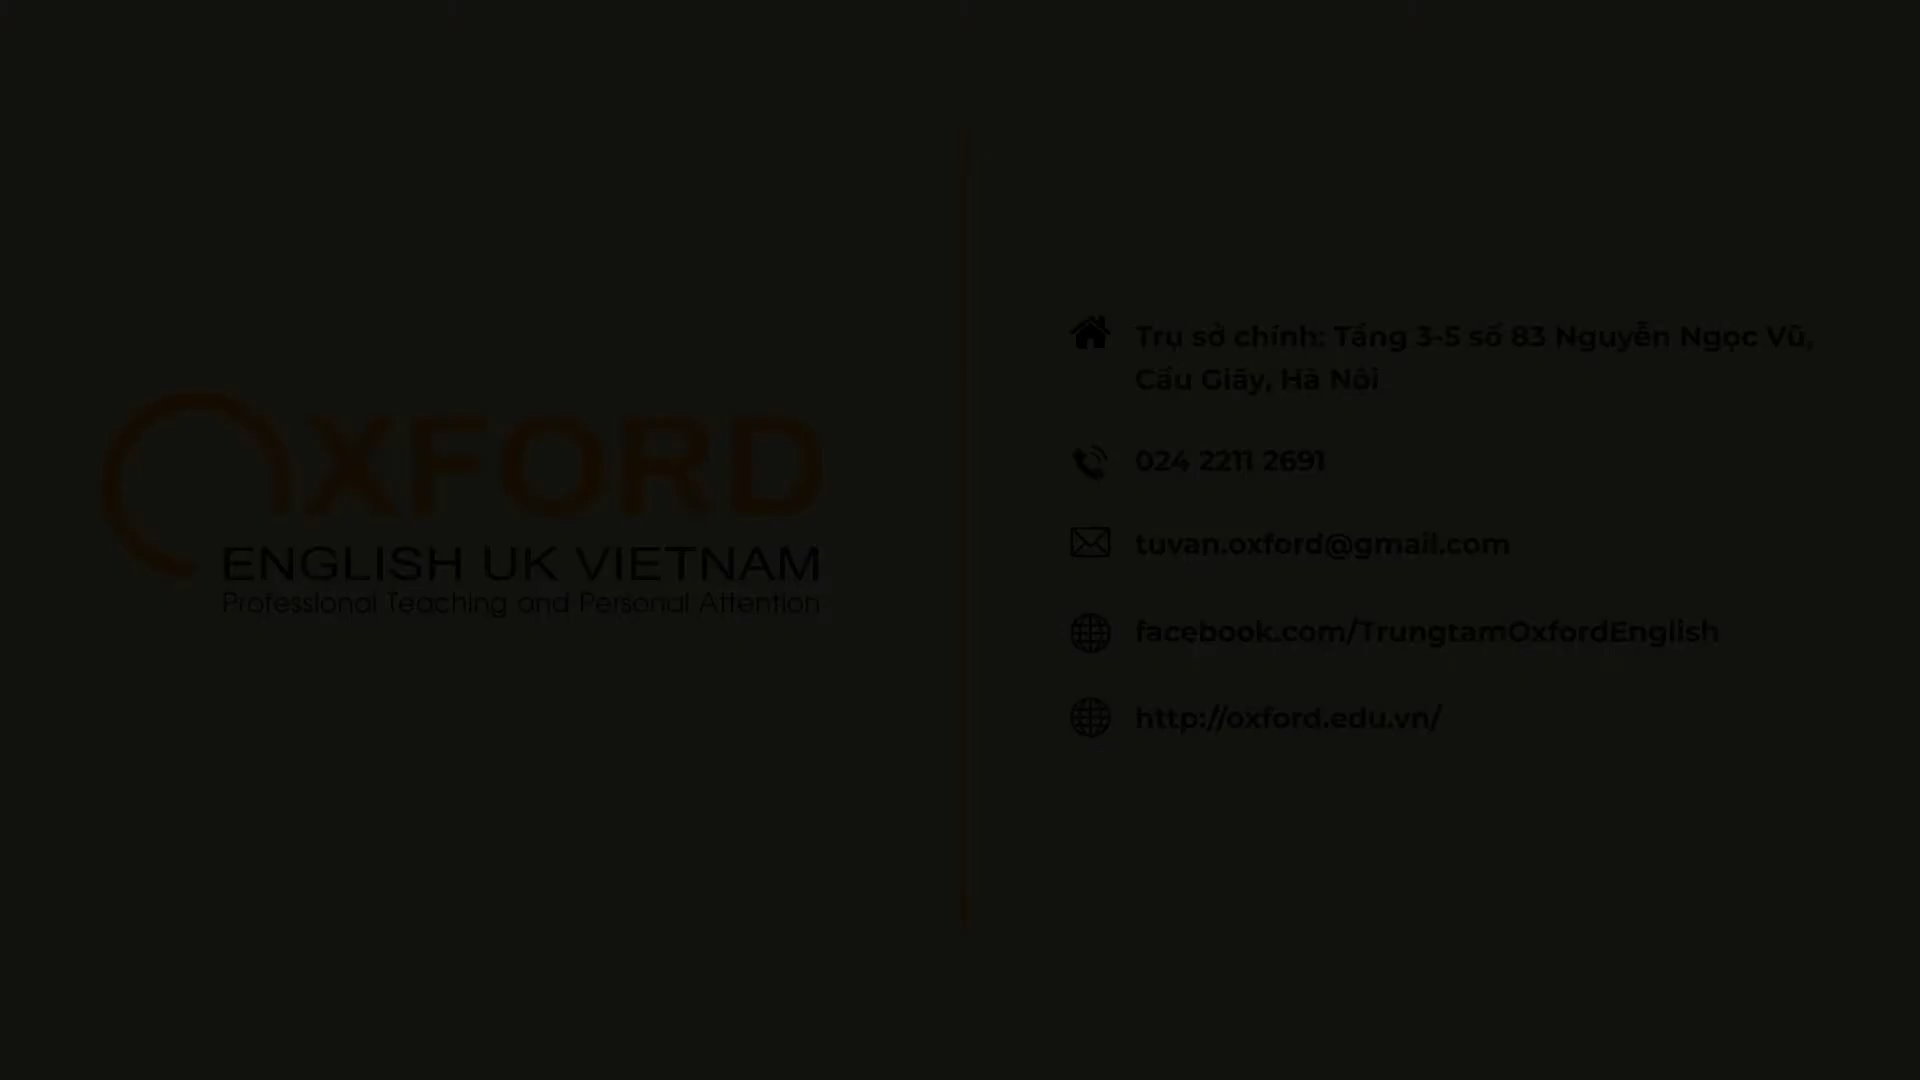 OXFORD
ENGLISH UK VIETNAM
Professional Teaching and Personal Attention
Trụ sở chính: Tầng 3-5 số 83 Nguyễn Ngọc Vũ,
Cầu Giấy, Hà Nội
024 2211 2691
tuvan.oxford@gmail.com
facebook.com/TrungtamOxfordEnglish
http://oxford.edu.vn/